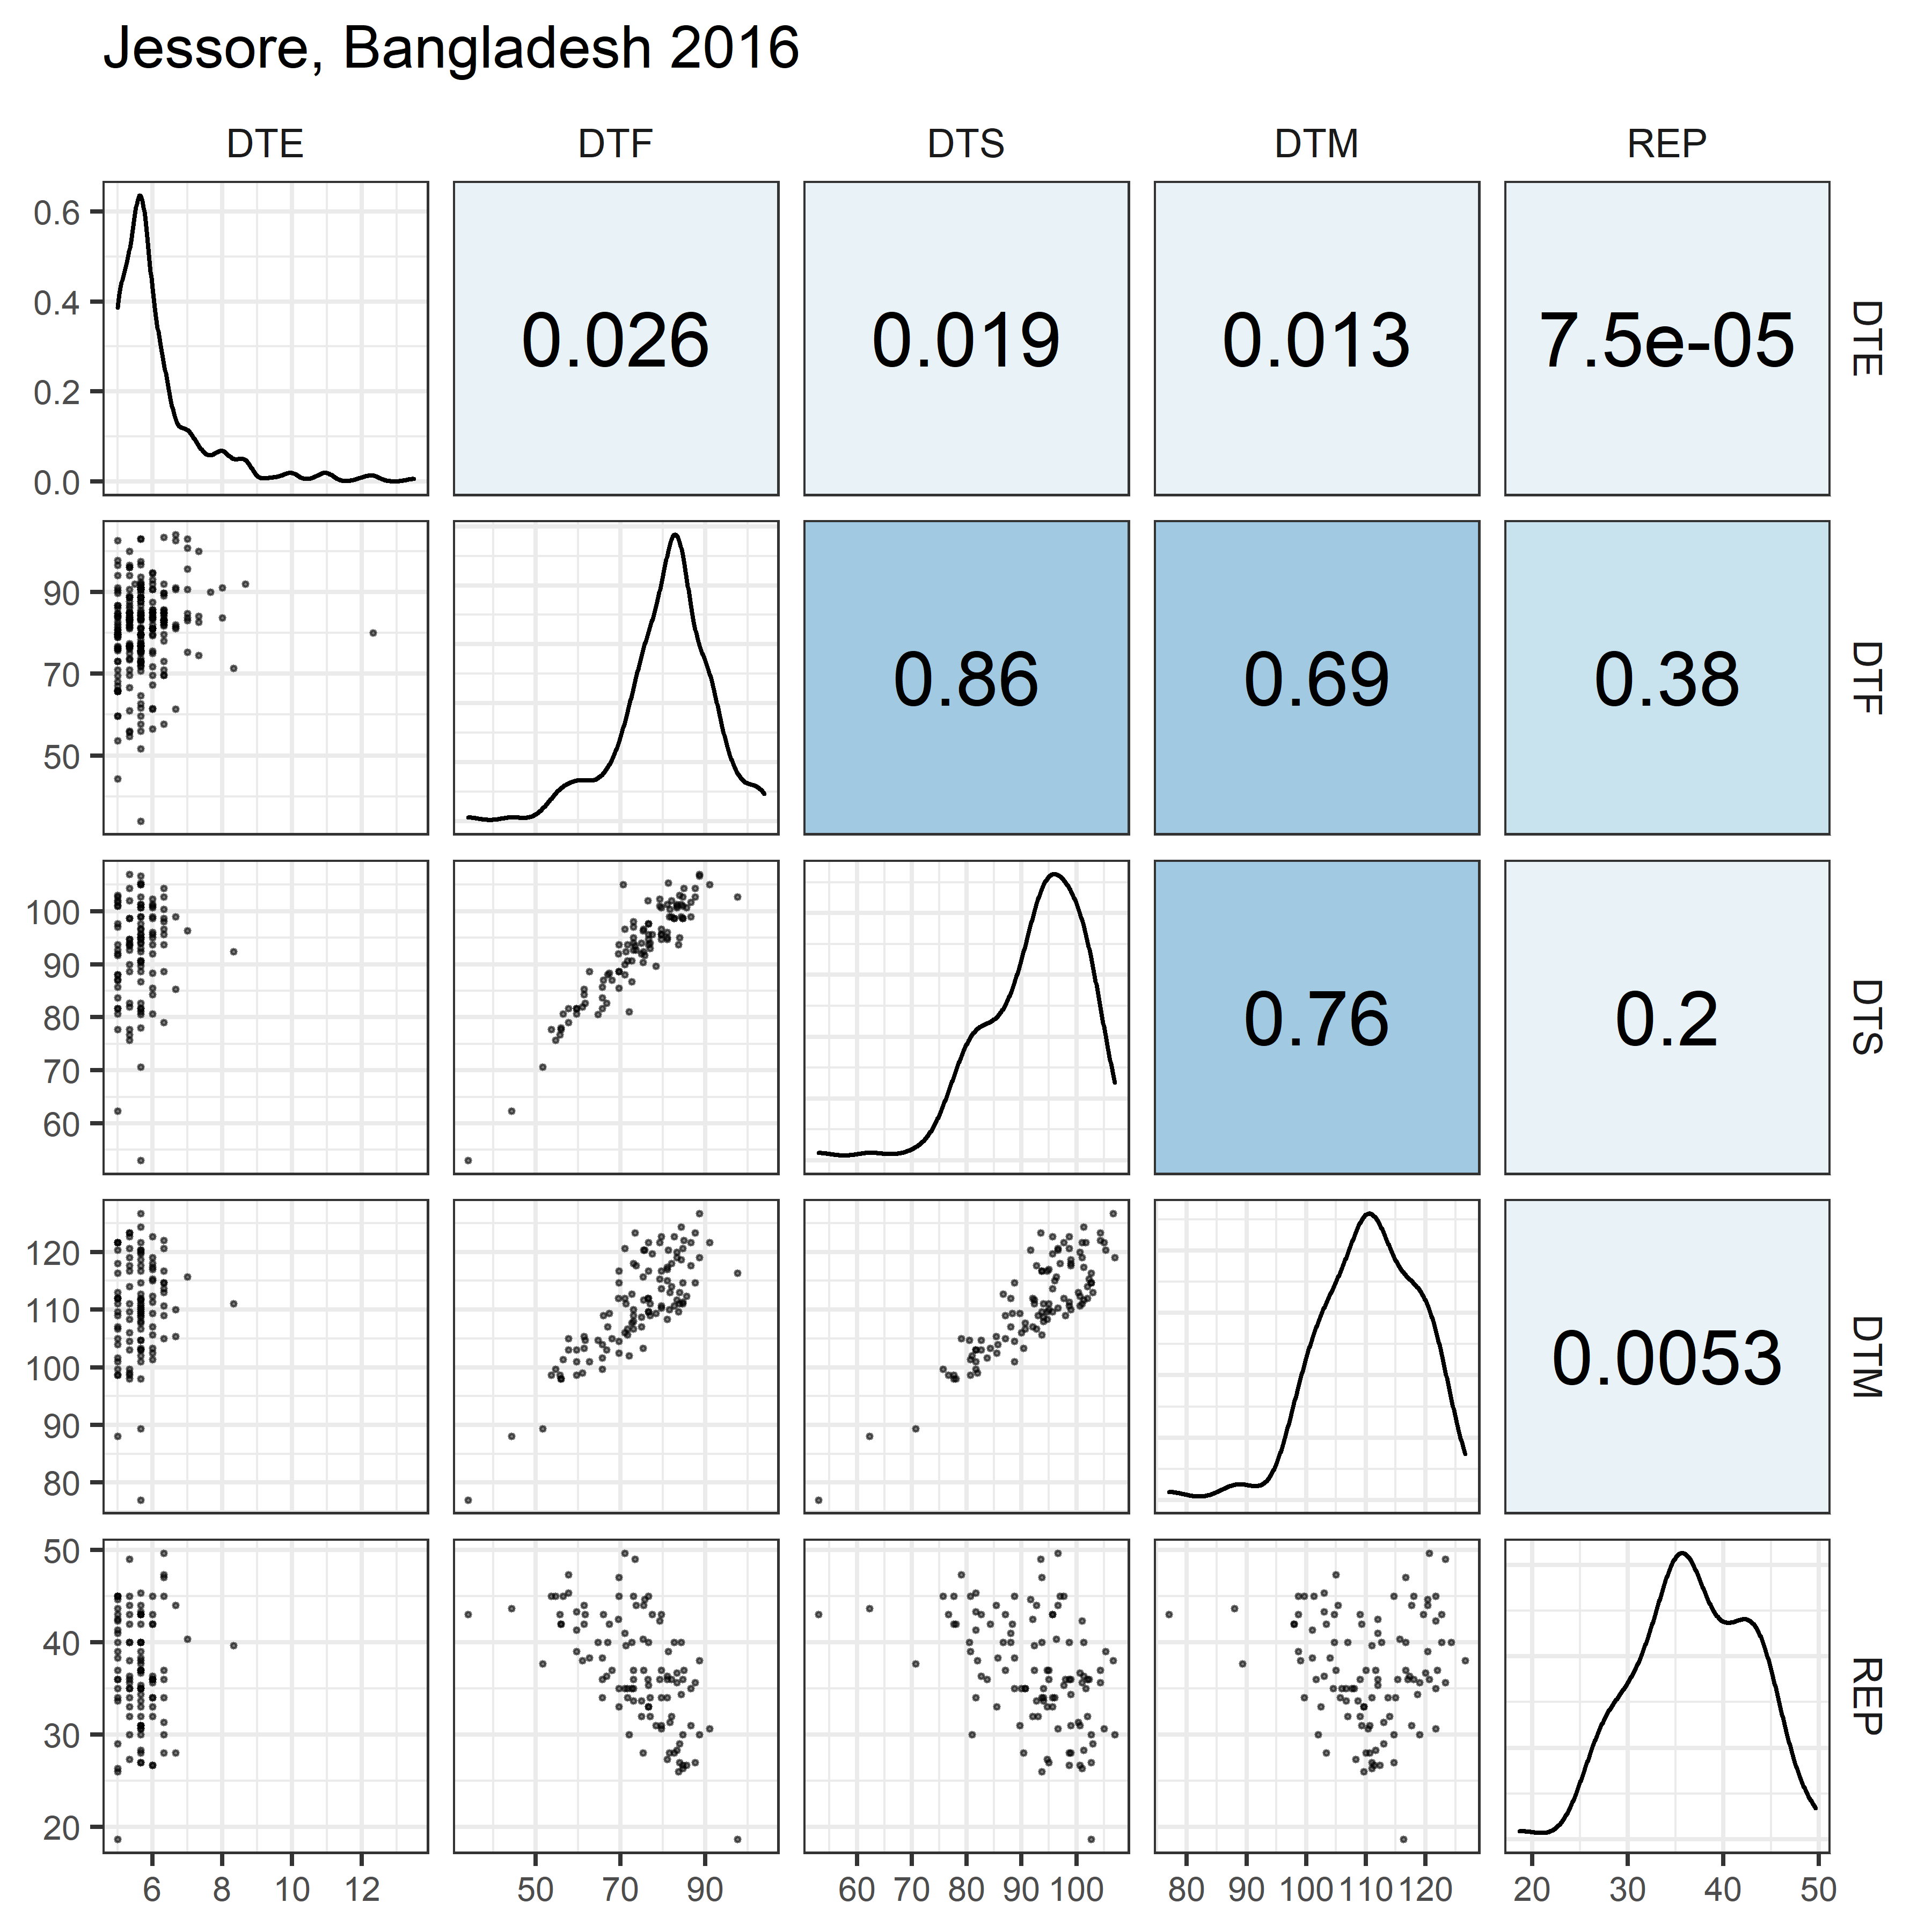 Jessore, Bangladesh 2016
DTE DTF DTS DTM REP
0.6
0.4
0.2
0.0
0.026 0.019 0.013 7.5e-05
DTE
90
70
50
0.86 0.69 0.38
DTF
100
90
80
70
60
0.76 0.2
DTS
120
110
100
90
80
0.0053
DTM
50
40
30
20
REP
6 8 10 12 50 70 90 60 70 80 90 100 80 90 100 110 120 20 30 40 50